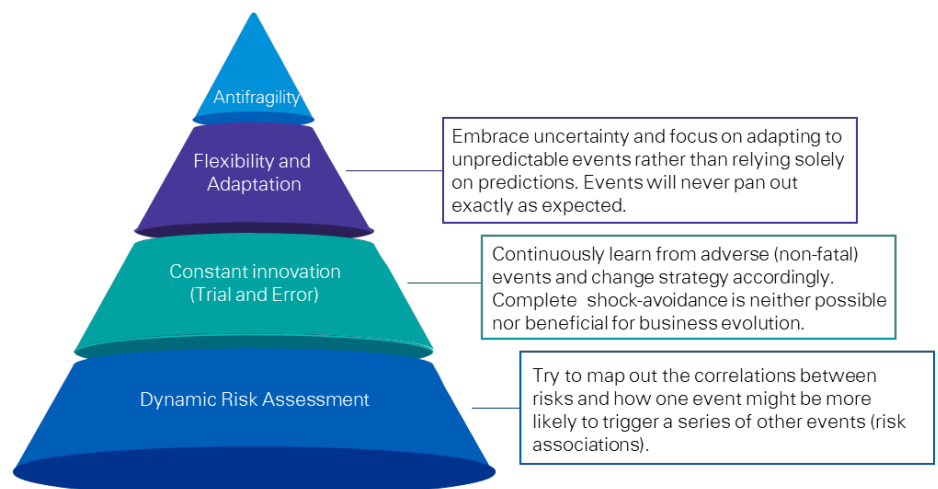 Antifragility
Flexibility and
Adaptation
Embrace uncertainty and focus on adapting to
unpredictable events rather than relying solely
on predictions. Events will never pan out
exactly as expected.
Constant innovation
(Trial and Error)
Continuously learn from adverse (non-fatal)
events and change strategy accordingly.
Complete shock-avoidance is neither possible
nor beneficial for business evolution.
Dynamic Risk Assessment
Try to map out the correlations between
risks and how one event might be more
likely to trigger a series of other events (risk
associations).